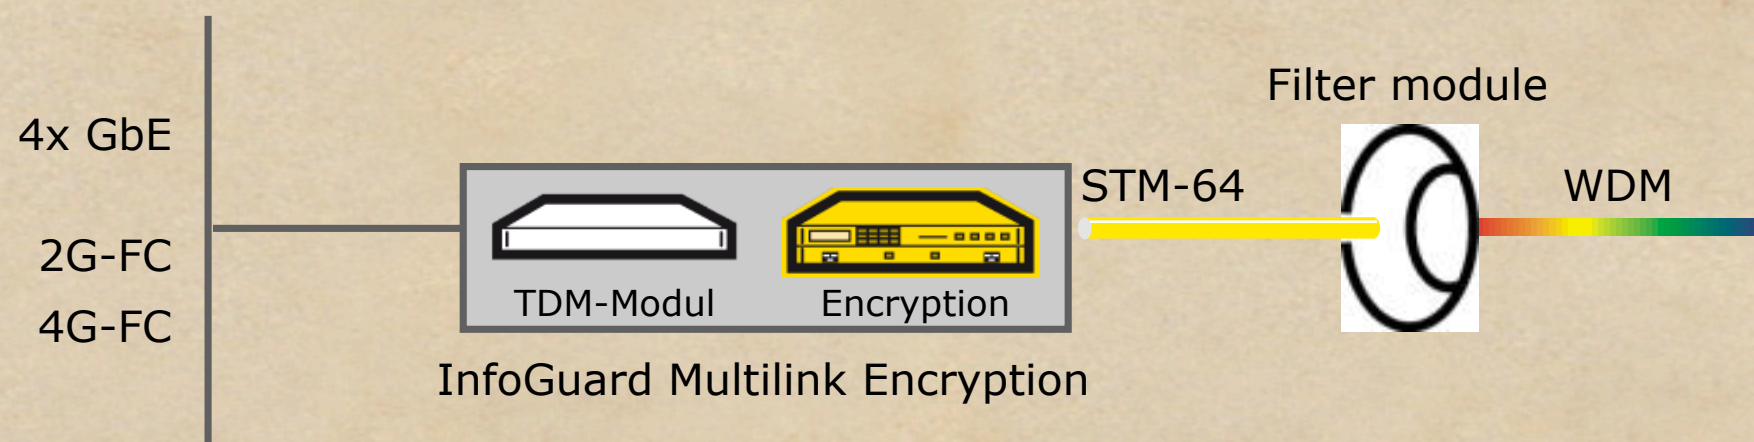 Filter module
4x GbE
STM-64
WDM
2G-FC
4G-FC
TDM-Modul
Encryption
InfoGuard Multilink Encryption